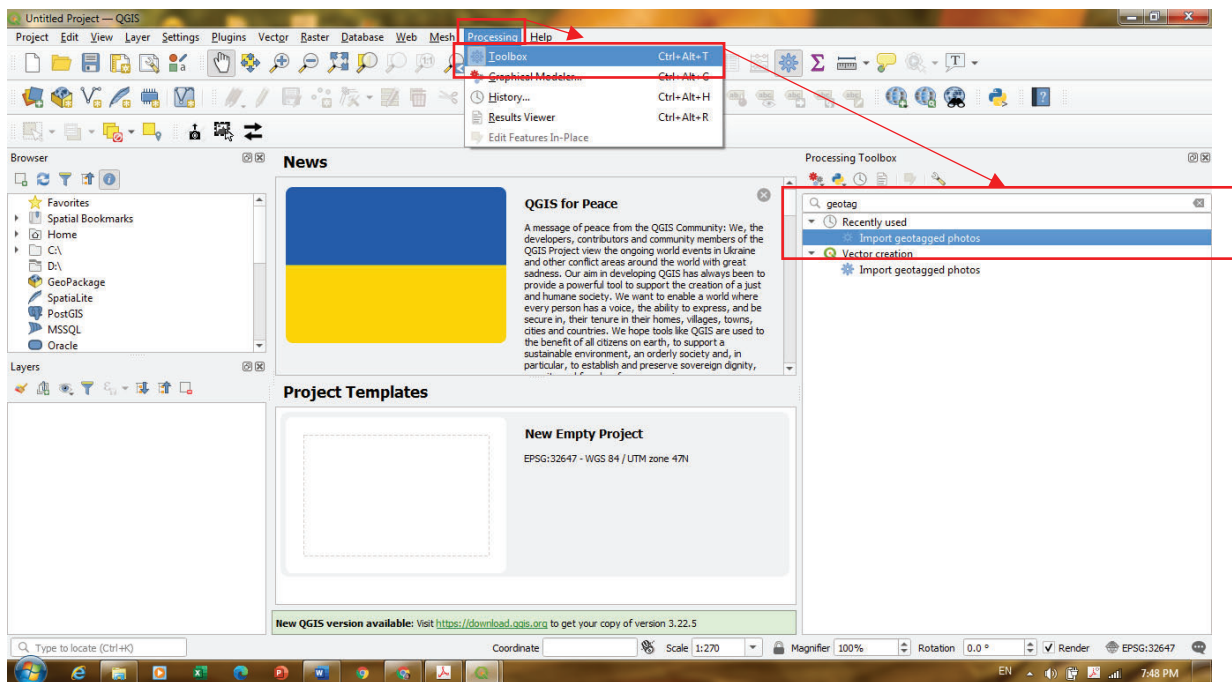 Untitled Project — QGIS
Project Edit View Layer Settings Plugins Vector Raster Database Web Mesh Processing Help
Toolbox Ctrl+Alt+T
Graphical Modeler... Ctrl+Alt+G
History... Ctrl+Alt+H
Results Viewer Ctrl+Alt+R
Edit Features In-Place
Browser
Favorites
Spatial Bookmarks
Home
C:\
D:\
GeoPackage
SpatiaLite
PostGIS
MSSQL
Oracle
Layers
News
QGIS for Peace
A message of peace from the QGIS Community: We, the
developers, contributors and community members of the
QGIS Project view the ongoing world events in Ukraine
and other conflict areas around the world with great
sadness. Our aim in developing QGIS has always been to
provide a powerful tool to support the creation of a just
and humane society. We want to enable a world where
every person has a voice, the ability to express, and be
secure in, their tenure in their homes, villages, towns,
cities and countries. We hope tools like QGIS are used to
the benefit of all citizens on earth, to support a
sustainable environment, an orderly society and, in
particular, to establish and preserve sovereign dignity,
Project Templates
New Empty Project
EPSG:32647 - WGS 84 / UTM zone 47N
New QGIS version available: Visit https://download.qgis.org to get your copy of version 3.22.5
Processing Toolbox
geotag
Recently used
Import geotagged photos
Vector creation
Import geotagged photos
Type to locate (Ctrl+K) Coordinate Scale 1:270 Magnifier 100% Rotation 0.0 ° Render EPSG:32647
EN 7:48 PM